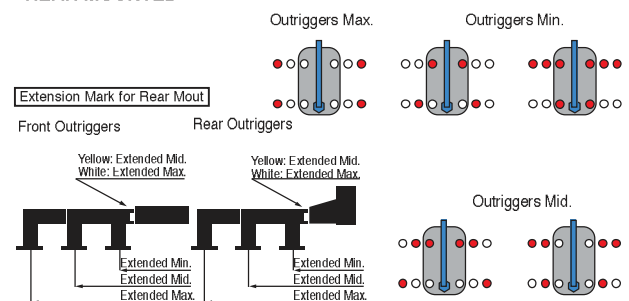 Outriggers Max.
Outriggers Min.
Extension Mark for Rear Mout
Front Outriggers
Rear Outriggers
Yellow: Extended Mid.
White: Extended Max.
Yellow: Extended Mid.
White: Extended Max.
Outriggers Mid.
Extended Min.
Extended Mid.
Extended Max.
Extended Min.
Extended Mid.
Extended Max.